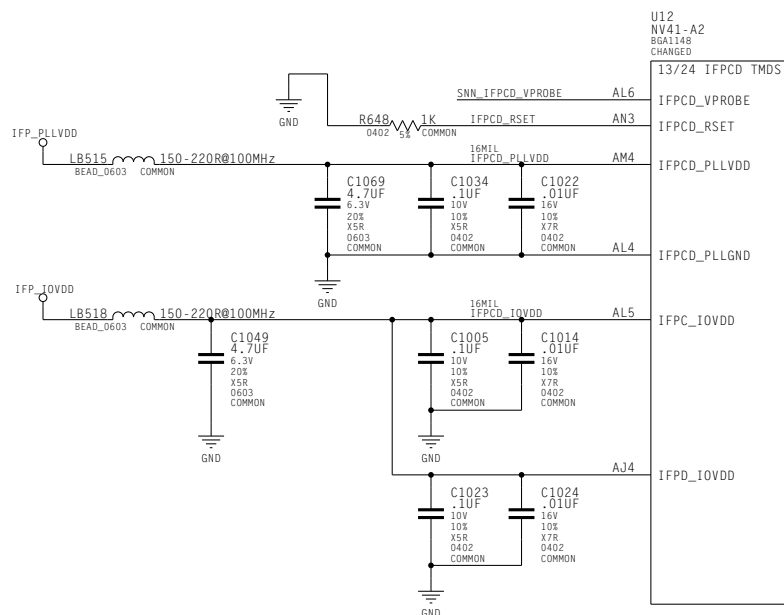 U12
NV41-A2
BGA1148
CHANGED
13/24 IFPCD TMDS
SNN_IFPCD_VPROBE
AL6
IFPCD_VPROBE
GND
R648
1K
0402
5%
COMMON
IFPCD_RSET
AN3
IFPCD_RSET
IFP_PLLVDD
LB515
150-220R@100MHz
BEAD_0603
COMMON
16MIL
IFPCD_PLLVDD
AM4
IFPCD_PLLVDD
C1069
4.7UF
6.3V
20%
X5R
0603
COMMON
C1034
.1UF
10V
10%
X5R
0402
COMMON
C1022
.01UF
16V
10%
X7R
0402
COMMON
AL4
IFPCD_PLLGND
GND
IFP_IOVDD
LB518
150-220R@100MHz
BEAD_0603
COMMON
16MIL
IFPCD_IOVDD
AL5
IFPC_IOVDD
C1049
4.7UF
6.3V
20%
X5R
0603
COMMON
GND
C1005
.1UF
10V
10%
X5R
0402
COMMON
C1014
.01UF
16V
10%
X7R
0402
COMMON
GND
AJ4
IFPD_IOVDD
C1023
.1UF
10V
10%
X5R
0402
COMMON
C1024
.01UF
16V
10%
X7R
0402
COMMON
GND